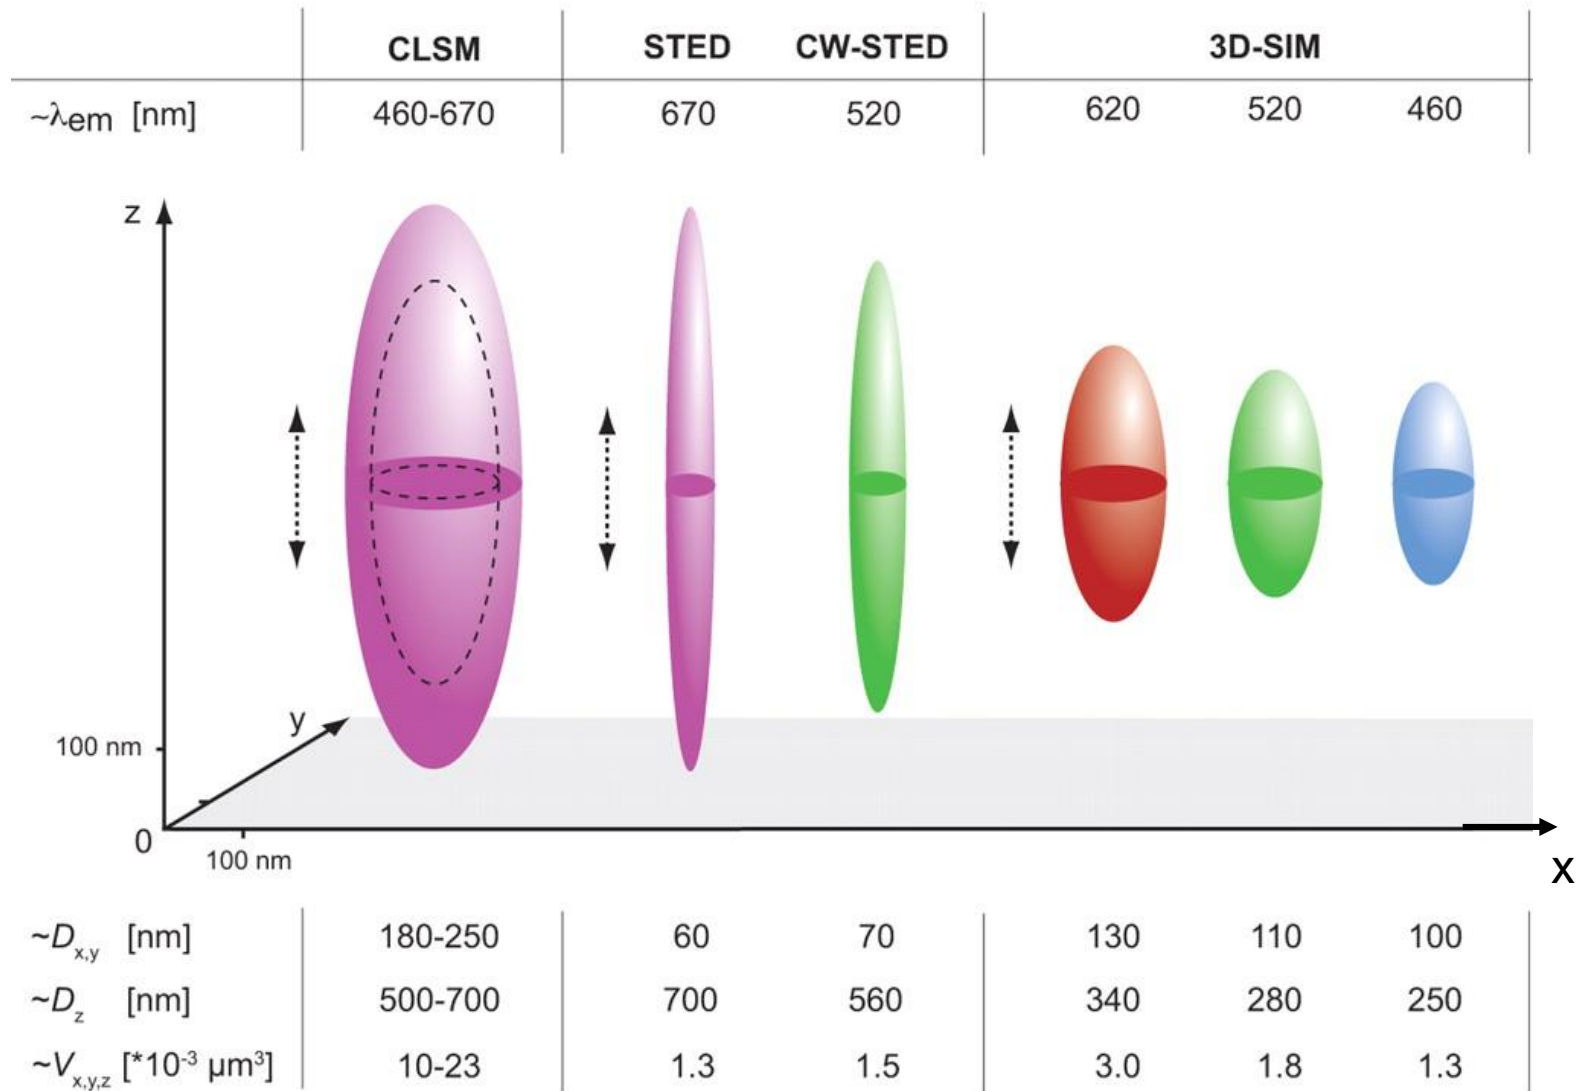 CLSM STED CW-STED 3D-SIM
~λem [nm] 460-670 670 520 620 520 460
z
y
100 nm
0
100 nm
x
~Dx,y [nm] 180-250 60 70 130 110 100
~Dz [nm] 500-700 700 560 340 280 250
~Vx,y,z [*10⁻³ µm³] 10-23 1.3 1.5 3.0 1.8 1.3